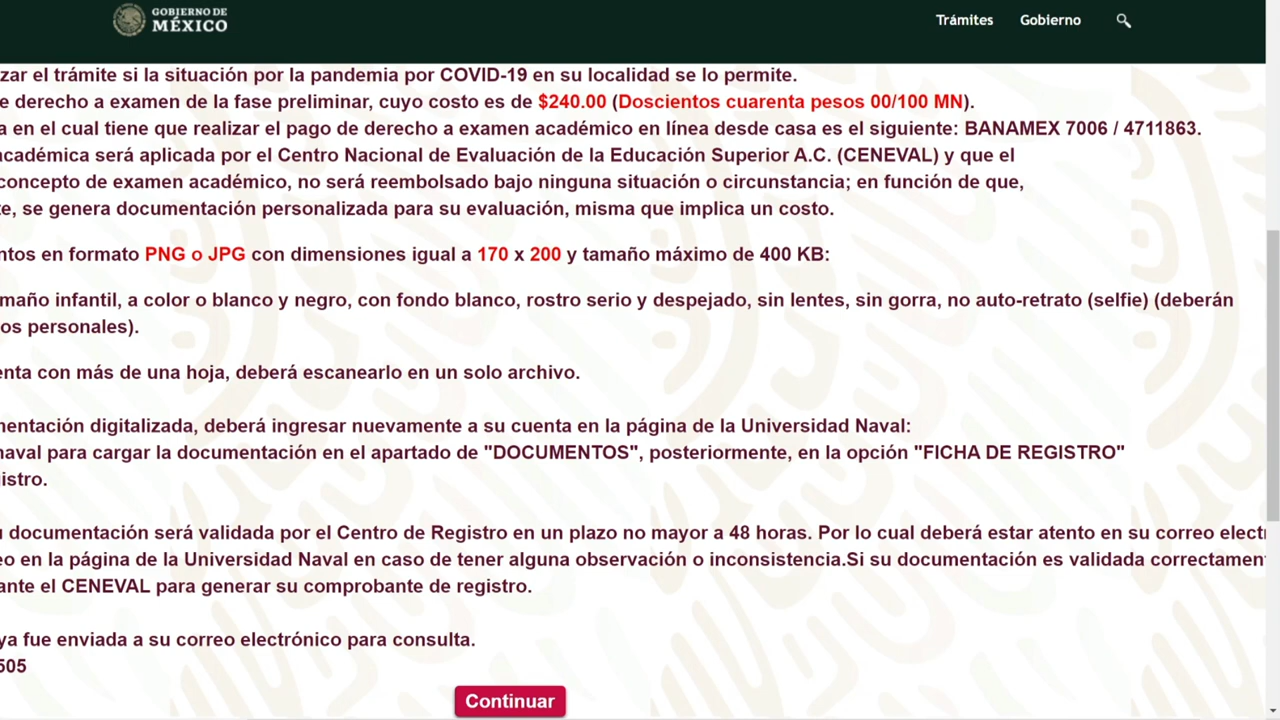 GOBIERNO DE
MÉXICO
Trámites Gobierno
zar el trámite si la situación por la pandemia por COVID-19 en su localidad se lo permite.
e derecho a examen de la fase preliminar, cuyo costo es de $240.00 (Doscientos cuarenta pesos 00/100 MN).
a en el cual tiene que realizar el pago de derecho a examen académico en línea desde casa es el siguiente: BANAMEX 7006 / 4711863.
académica será aplicada por el Centro Nacional de Evaluación de la Educación Superior A.C. (CENEVAL) y que el
concepto de examen académico, no será reembolsado bajo ninguna situación o circunstancia; en función de que,
te, se genera documentación personalizada para su evaluación, misma que implica un costo.
ntos en formato PNG o JPG con dimensiones igual a 170 x 200 y tamaño máximo de 400 KB:
maño infantil, a color o blanco y negro, con fondo blanco, rostro serio y despejado, sin lentes, sin gorra, no auto-retrato (selfie) (deberán
os personales).
enta con más de una hoja, deberá escanearlo en un solo archivo.
mentación digitalizada, deberá ingresar nuevamente a su cuenta en la página de la Universidad Naval:
naval para cargar la documentación en el apartado de "DOCUMENTOS", posteriormente, en la opción "FICHA DE REGISTRO"
istro.
u documentación será validada por el Centro de Registro en un plazo no mayor a 48 horas. Por lo cual deberá estar atento en su correo electr
eo en la página de la Universidad Naval en caso de tener alguna observación o inconsistencia.Si su documentación es validada correctamen
ante el CENEVAL para generar su comprobante de registro.
ya fue enviada a su correo electrónico para consulta.
505
Continuar